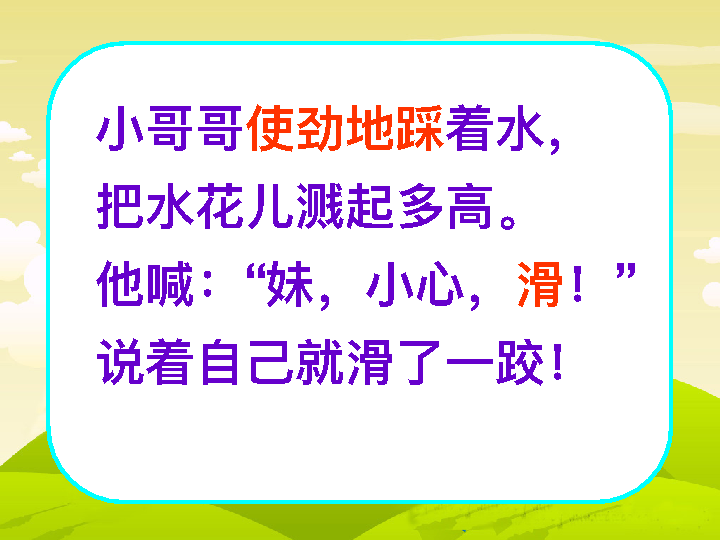 小哥哥使劲地踩着水，
把水花儿溅起多高。
他喊：“妹，小心，滑！”
说着自己就滑了一跤！